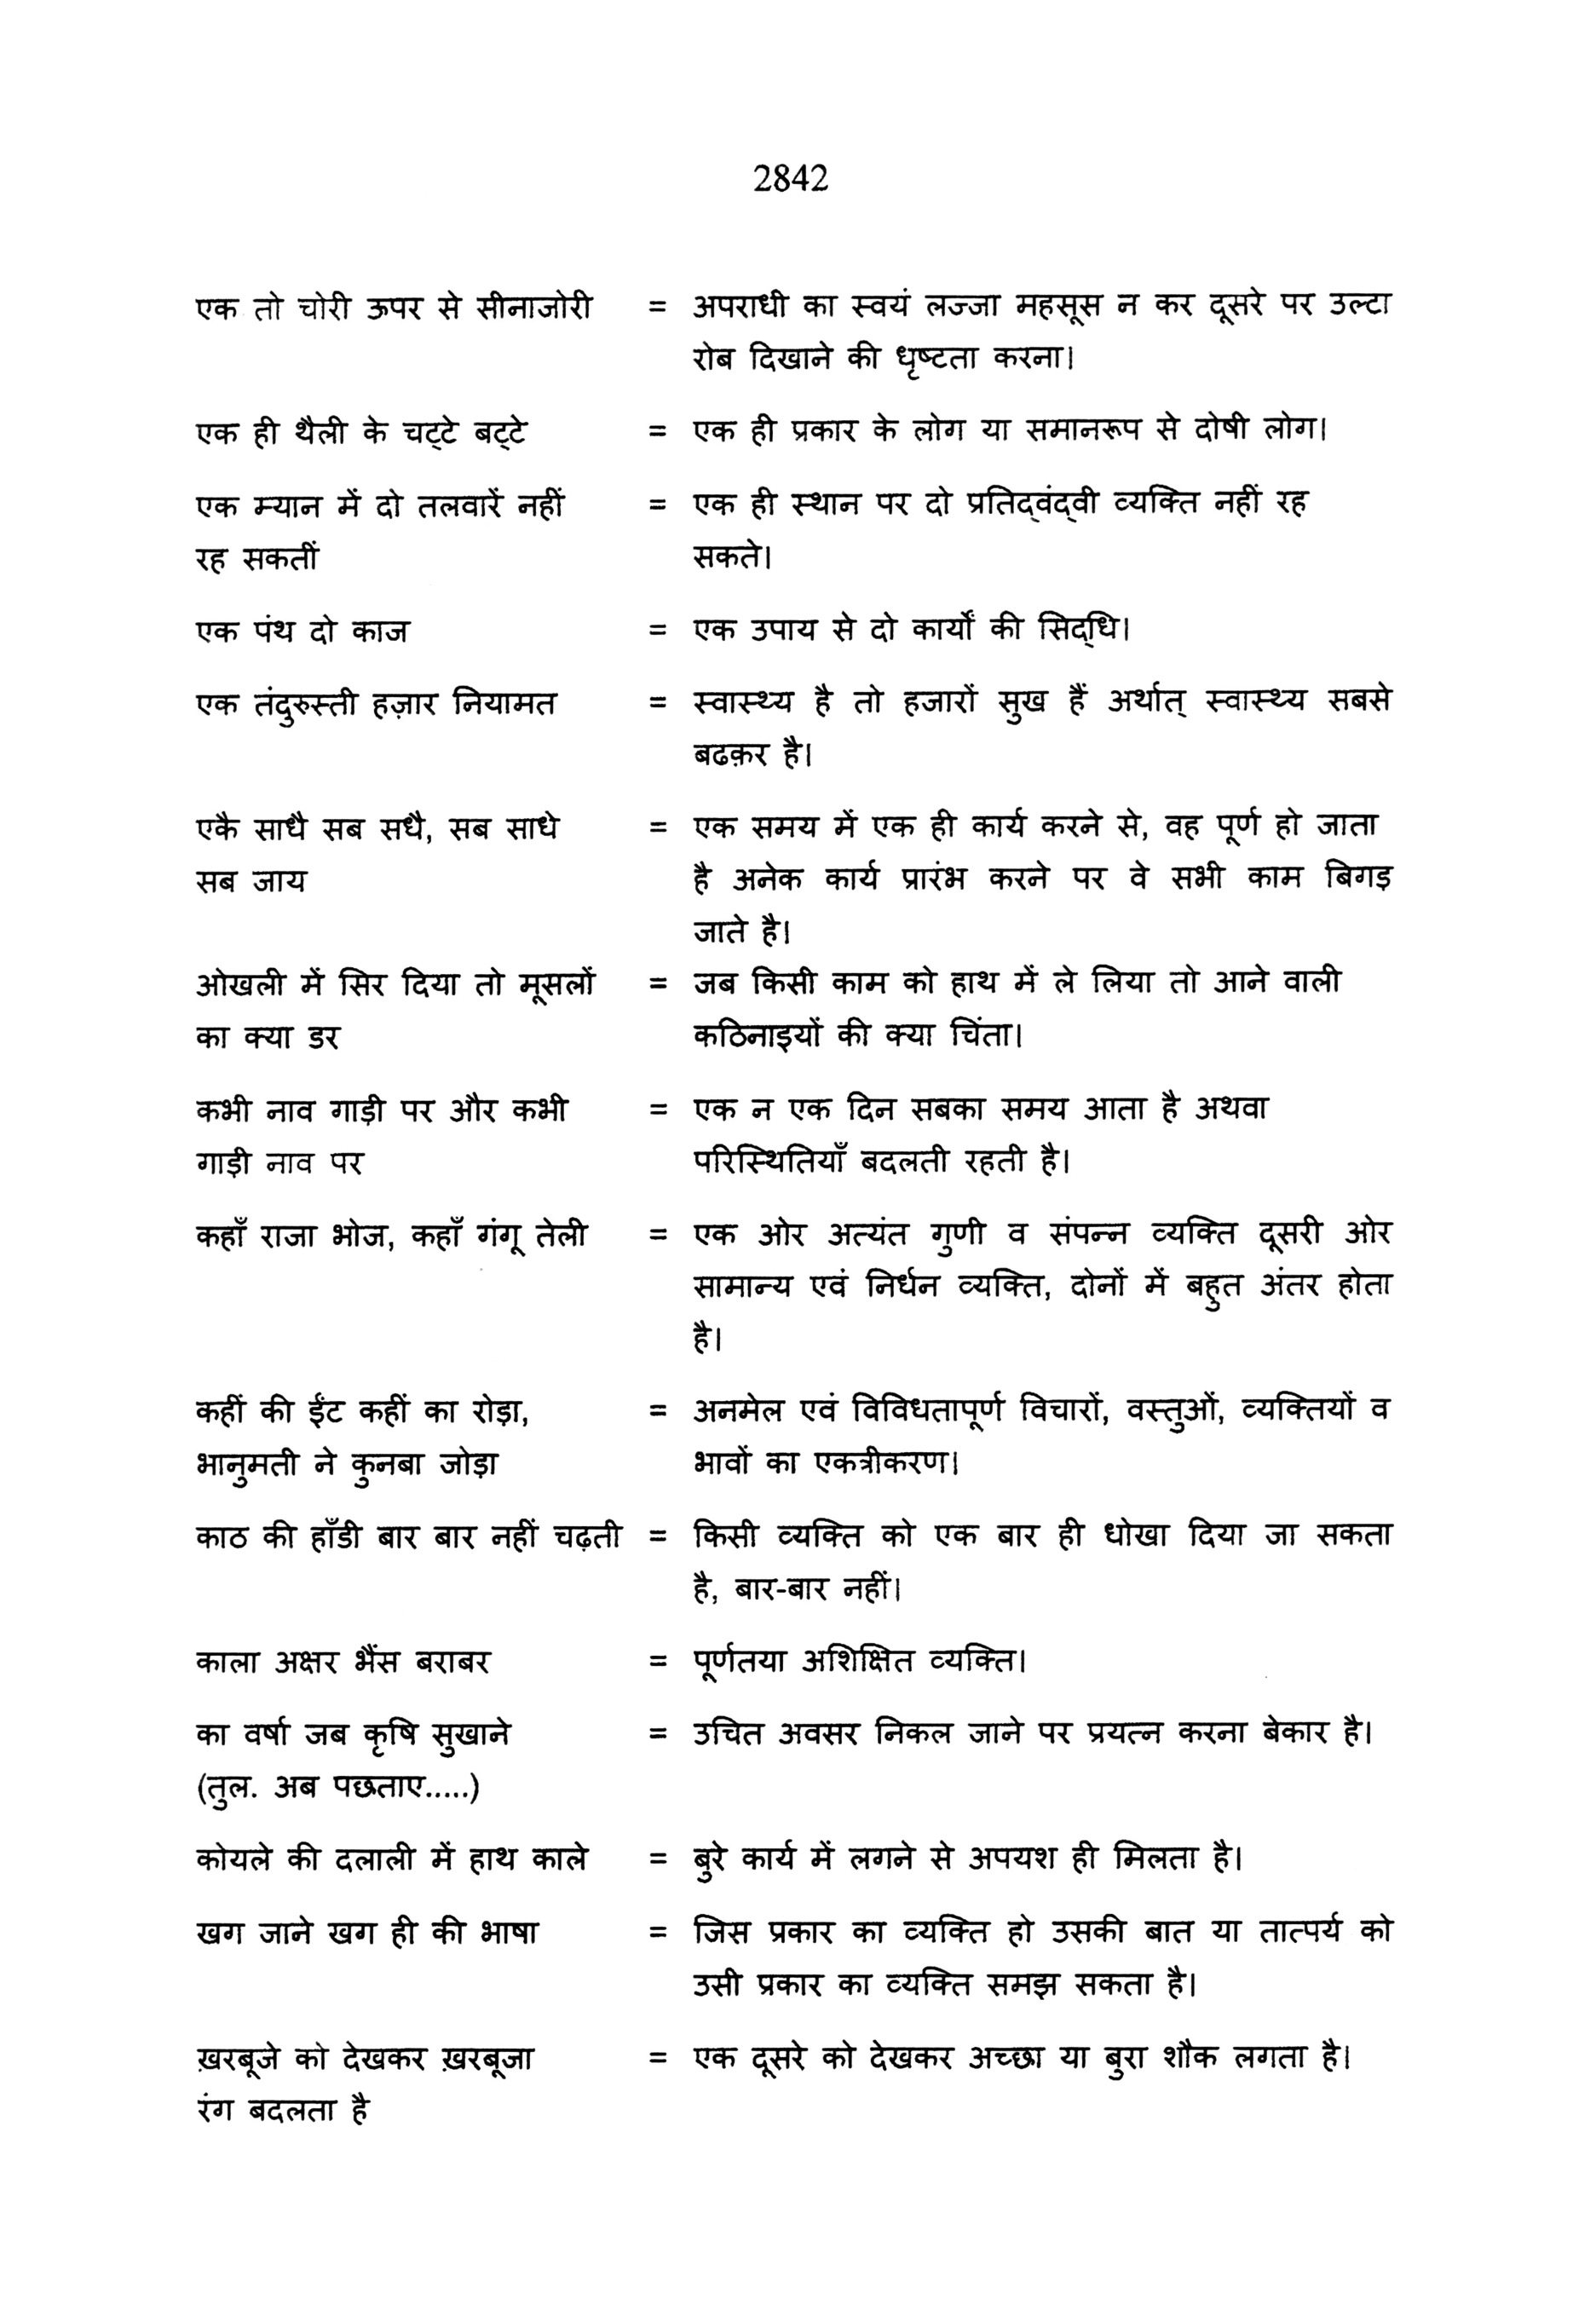 2842
एक तो चोरी ऊपर से सीनाजोरी = अपराधी का स्वयं लज्जा महसूस न कर दूसरे पर उल्टा
रोब दिखाने की धृष्टता करना।
एक ही थैली के चट्‌टे बट्‌टे = एक ही प्रकार के लोग या समानरूप से दोषी लोग।
एक म्यान में दो तलवारें नहीं = एक ही स्थान पर दो प्रतिद्‌वंद्‌वी व्यक्ति नहीं रह
रह सकतीं सकते।
एक पंथ दो काज = एक उपाय से दो कार्यों की सिद्‌धि।
एक तंदुरुस्ती हज़ार नियामत = स्वास्थ्य है तो हजारों सुख हैं अर्थात् स्वास्थ्य सबसे
बढक़र है।
एकै साधै सब सधै, सब साधे = एक समय में एक ही कार्य करने से, वह पूर्ण हो जाता
सब जाय है अनेक कार्य प्रारंभ करने पर वे सभी काम बिगड़
जाते है।
ओखली में सिर दिया तो मूसलों = जब किसी काम को हाथ में ले लिया तो आने वाली
का क्या डर कठिनाइयों की क्या चिंता।
कभी नाव गाड़ी पर और कभी = एक न एक दिन सबका समय आता है अथवा
गाड़ी नाव पर परिस्थितियाँ बदलती रहती है।
कहाँ राजा भोज, कहाँ गंगू तेली = एक ओर अत्यंत गुणी व संपन्न व्यक्ति दूसरी ओर
सामान्य एवं निर्धन व्यक्ति, दोनों में बहुत अंतर होता
है।
कहीं की ईंट कहीं का रोड़ा, = अनमेल एवं विविधतापूर्ण विचारों, वस्तुओं, व्यक्तियों व
भानुमती ने कुनबा जोड़ा भावों का एकत्रीकरण।
काठ की हाँडी बार बार नहीं चढ़ती = किसी व्यक्ति को एक बार ही धोखा दिया जा सकता
है, बार-बार नहीं।
काला अक्षर भैंस बराबर = पूर्णतया अशिक्षित व्यक्ति।
का वर्षा जब कृषि सुखाने = उचित अवसर निकल जाने पर प्रयत्न करना बेकार है।
(तुल. अब पछताए.....)
कोयले की दलाली में हाथ काले = बुरे कार्य में लगने से अपयश ही मिलता है।
खग जाने खग ही की भाषा = जिस प्रकार का व्यक्ति हो उसकी बात या तात्पर्य को
उसी प्रकार का व्यक्ति समझ सकता है।
ख़रबूजे को देखकर ख़रबूजा = एक दूसरे को देखकर अच्छा या बुरा शौक लगता है।
रंग बदलता है